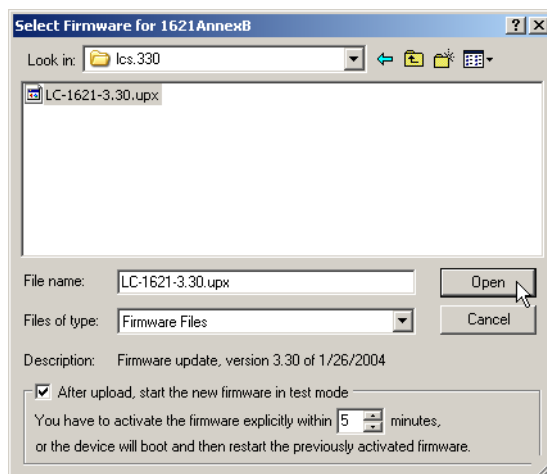 Select Firmware for 1621AnnexB
Look in: lcs.330
LC-1621-3.30.upx
File name: LC-1621-3.30.upx Open
Files of type: Firmware Files Cancel
Description: Firmware update, version 3.30 of 1/26/2004
After upload, start the new firmware in test mode
You have to activate the firmware explicitly within 5 minutes,
or the device will boot and then restart the previously activated firmware.